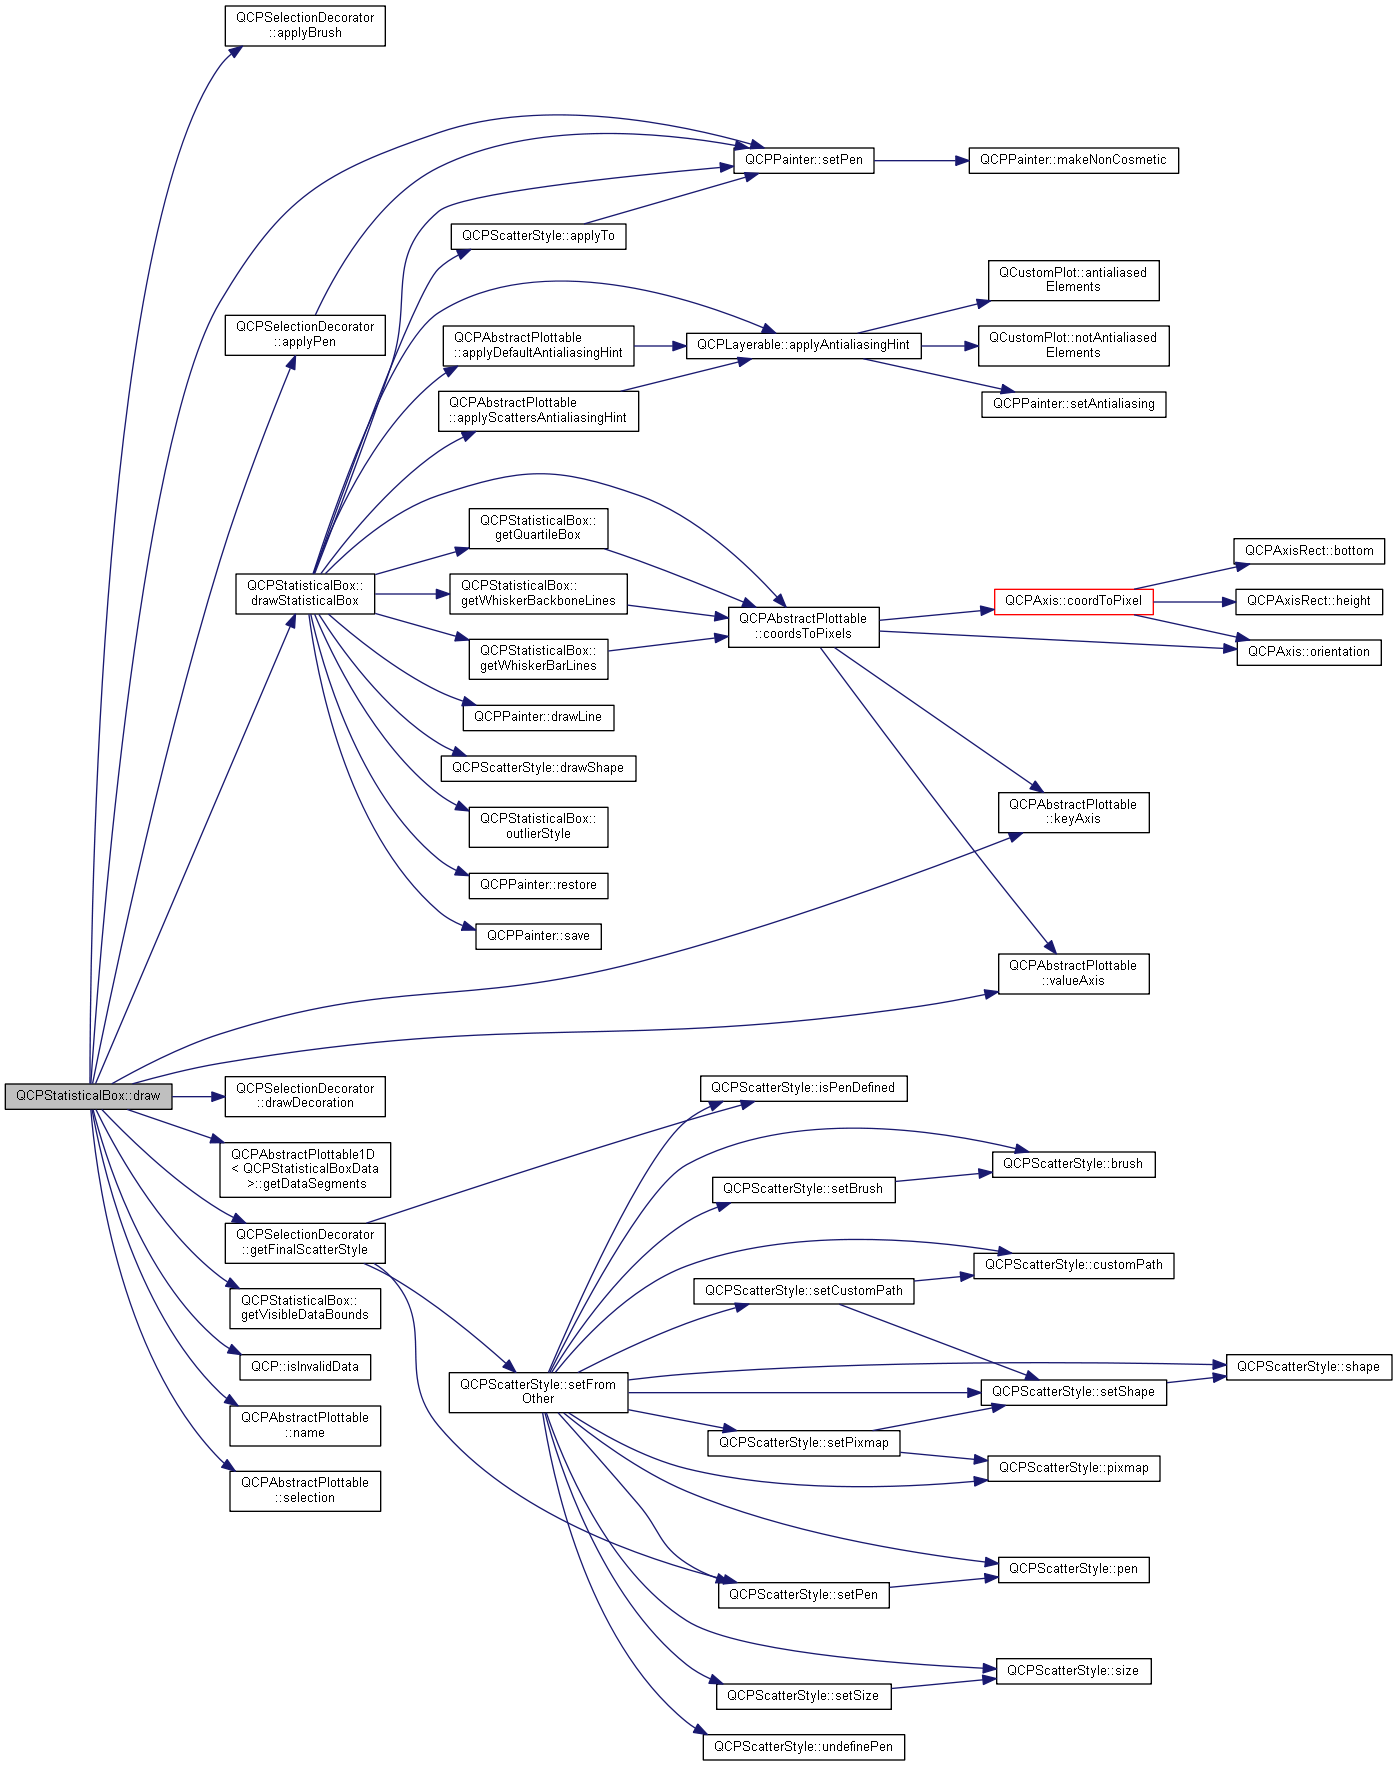 QCPSelectionDecorator
::applyBrush
QCPPainter::setPen
QCPPainter::makeNonCosmetic
QCPScatterStyle::applyTo
QCustomPlot::antialiased
Elements
QCPSelectionDecorator
::applyPen
QCPAbstractPlottable
::applyDefaultAntialiasingHint
QCPLayerable::applyAntialiasingHint
QCustomPlot::notAntialiased
Elements
QCPAbstractPlottable
::applyScattersAntialiasingHint
QCPPainter::setAntialiasing
QCPStatisticalBox::
getQuartileBox
QCPAxisRect::bottom
QCPStatisticalBox::
drawStatisticalBox
QCPStatisticalBox::
getWhiskerBackboneLines
QCPAxis::coordToPixel
QCPAxisRect::height
QCPAbstractPlottable
::coordsToPixels
QCPStatisticalBox::
getWhiskerBarLines
QCPAxis::orientation
QCPPainter::drawLine
QCPScatterStyle::drawShape
QCPAbstractPlottable
::keyAxis
QCPStatisticalBox::
outlierStyle
QCPPainter::restore
QCPPainter::save
QCPAbstractPlottable
::valueAxis
QCPStatisticalBox::draw
QCPSelectionDecorator
::drawDecoration
QCPScatterStyle::isPenDefined
QCPAbstractPlottable1D
< QCPStatisticalBoxData
>::getDataSegments
QCPScatterStyle::brush
QCPScatterStyle::setBrush
QCPSelectionDecorator
::getFinalScatterStyle
QCPScatterStyle::customPath
QCPScatterStyle::setCustomPath
QCPStatisticalBox::
getVisibleDataBounds
QCP::isInvalidData
QCPScatterStyle::shape
QCPScatterStyle::setFrom
Other
QCPScatterStyle::setShape
QCPAbstractPlottable
::name
QCPScatterStyle::setPixmap
QCPScatterStyle::pixmap
QCPAbstractPlottable
::selection
QCPScatterStyle::pen
QCPScatterStyle::setPen
QCPScatterStyle::size
QCPScatterStyle::setSize
QCPScatterStyle::undefinePen